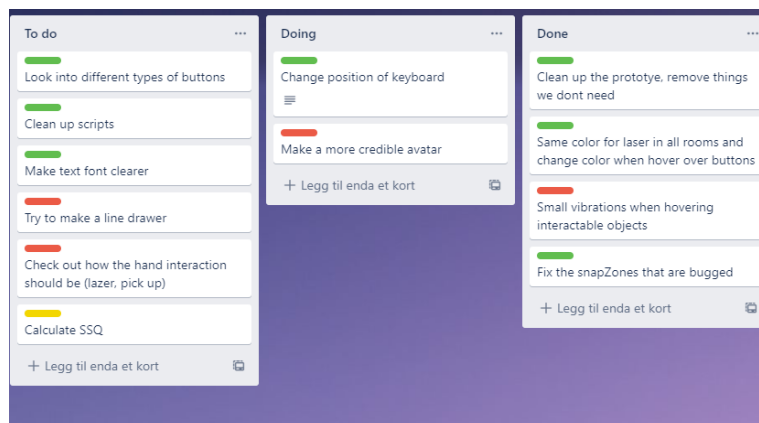 To do
Look into different types of buttons
Clean up scripts
Make text font clearer
Try to make a line drawer
Check out how the hand interaction
should be (lazer, pick up)
Calculate SSQ
+ Legg til enda et kort
Doing
Change position of keyboard
Make a more credible avatar
+ Legg til enda et kort
Done
Clean up the prototye, remove things
we dont need
Same color for laser in all rooms and
change color when hover over buttons
Small vibrations when hovering
interactable objects
Fix the snapZones that are bugged
+ Legg til enda et kort